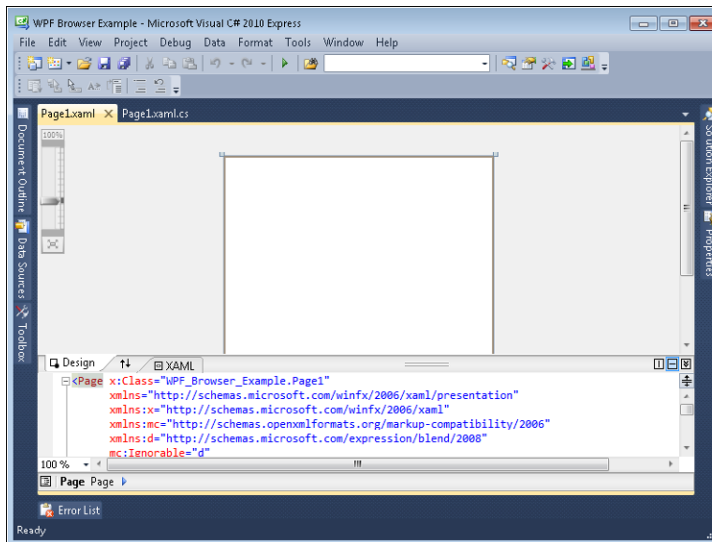 WPF Browser Example - Microsoft Visual C# 2010 Express
File Edit View Project Debug Data Format Tools Window Help
Page1.xaml Page1.xaml.cs
100%
Document Outline
Data Sources
Toolbox
Solution Explorer
Properties
Design XAML
<Page x:Class="WPF_Browser_Example.Page1"
xmlns="http://schemas.microsoft.com/winfx/2006/xaml/presentation"
xmlns:x="http://schemas.microsoft.com/winfx/2006/xaml"
xmlns:mc="http://schemas.openxmlformats.org/markup-compatibility/2006"
xmlns:d="http://schemas.microsoft.com/expression/blend/2008"
mc:Ignorable="d"
100 %
Page Page
Error List
Ready